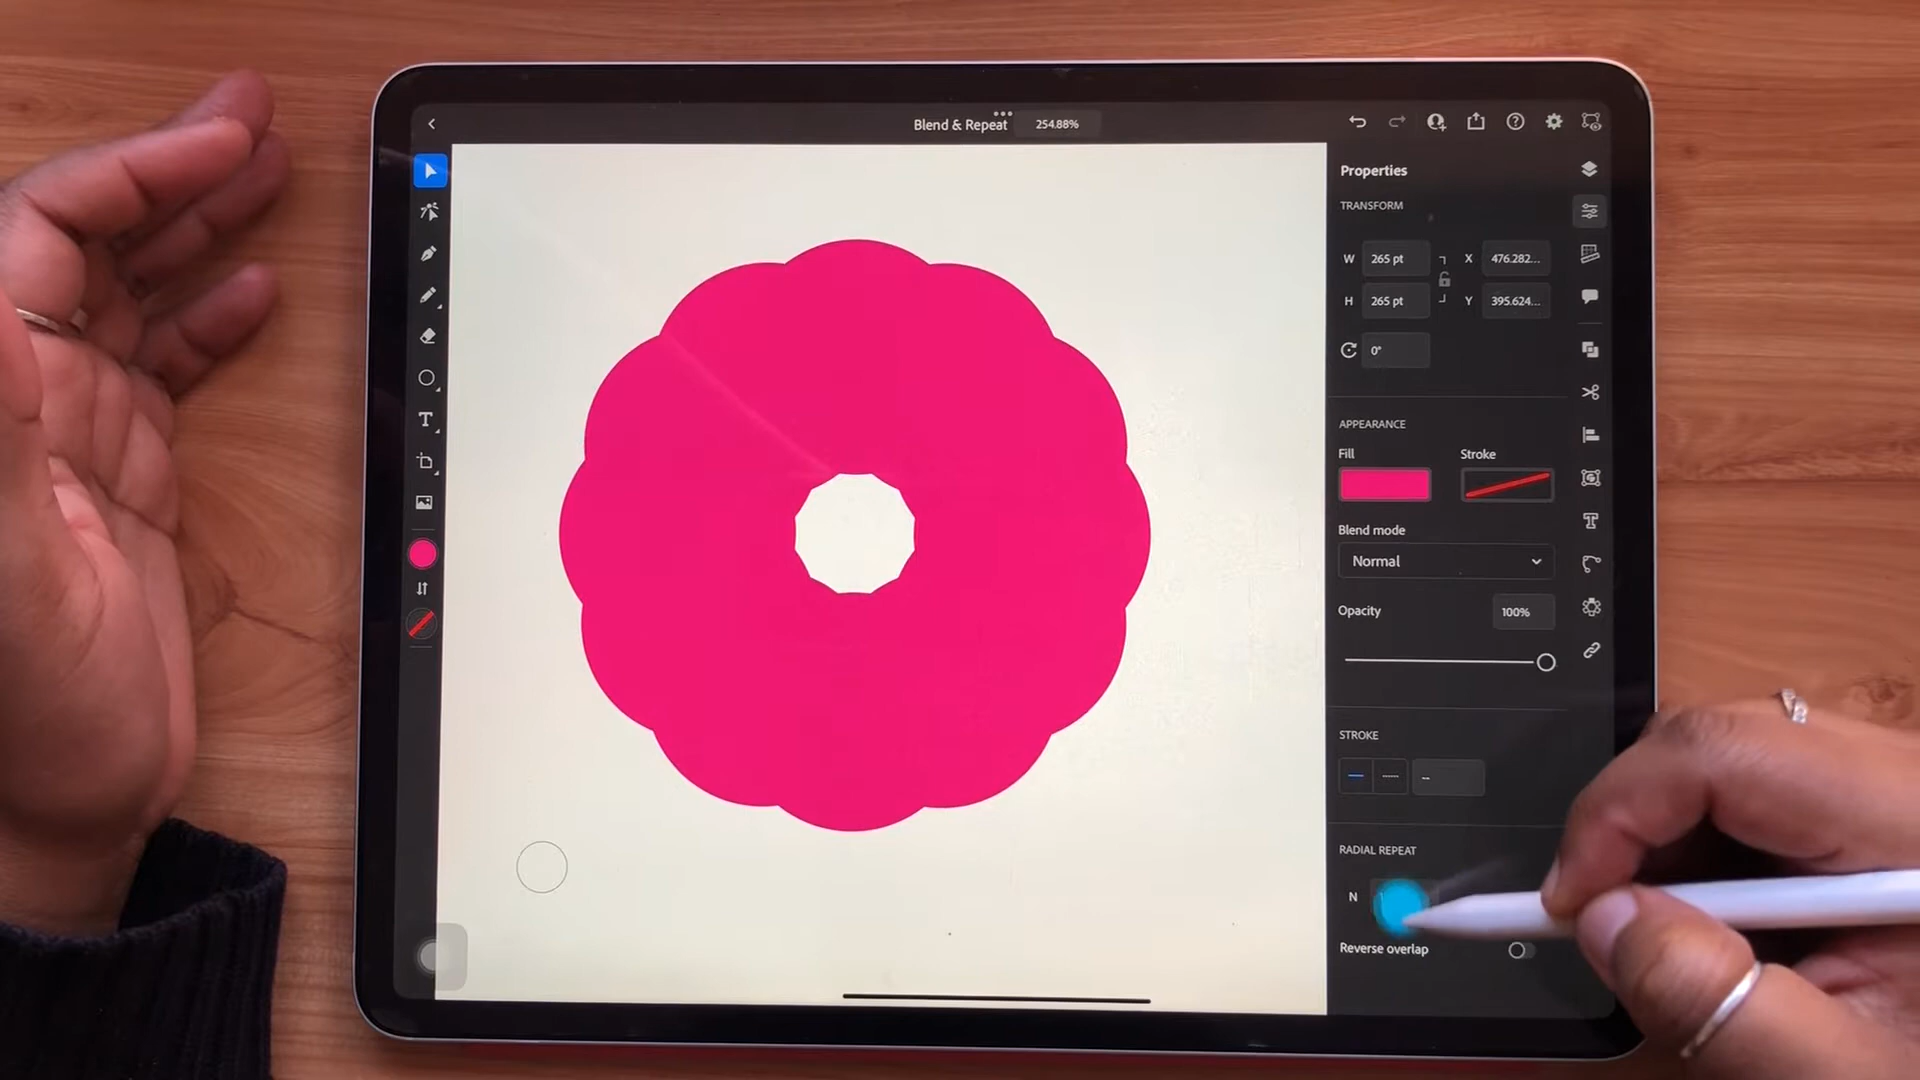 Blend & Repeat 254.88%
Properties
TRANSFORM
W 265 pt X 476.282...
H 265 pt Y 395.624...
0°
APPEARANCE
Fill Stroke
Blend mode
Normal
Opacity 100%
STROKE
--
RADIAL REPEAT
N
Reverse overlap